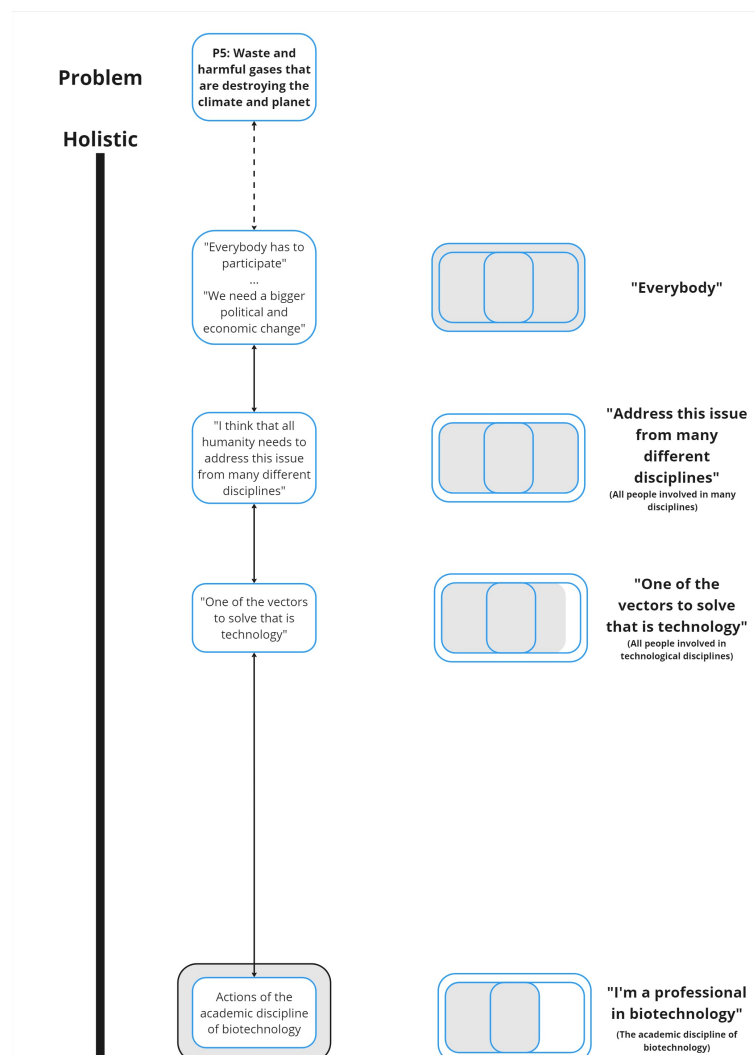 Problem
P5: Waste and
harmful gases that
are destroying the
climate and planet
Holistic
"Everybody has to
participate"
...
"We need a bigger
political and
economic change"
"Everybody"
"I think that all
humanity needs to
address this issue
from many different
disciplines"
"Address this issue
from many
different
disciplines"
(All people involved in many
disciplines)
"One of the vectors
to solve that is
technology"
"One of the
vectors to solve
that is technology"
(All people involved in
technological disciplines)
Actions of the
academic discipline
of biotechnology
"I'm a professional
in biotechnology"
(The academic discipline of
biotechnology)